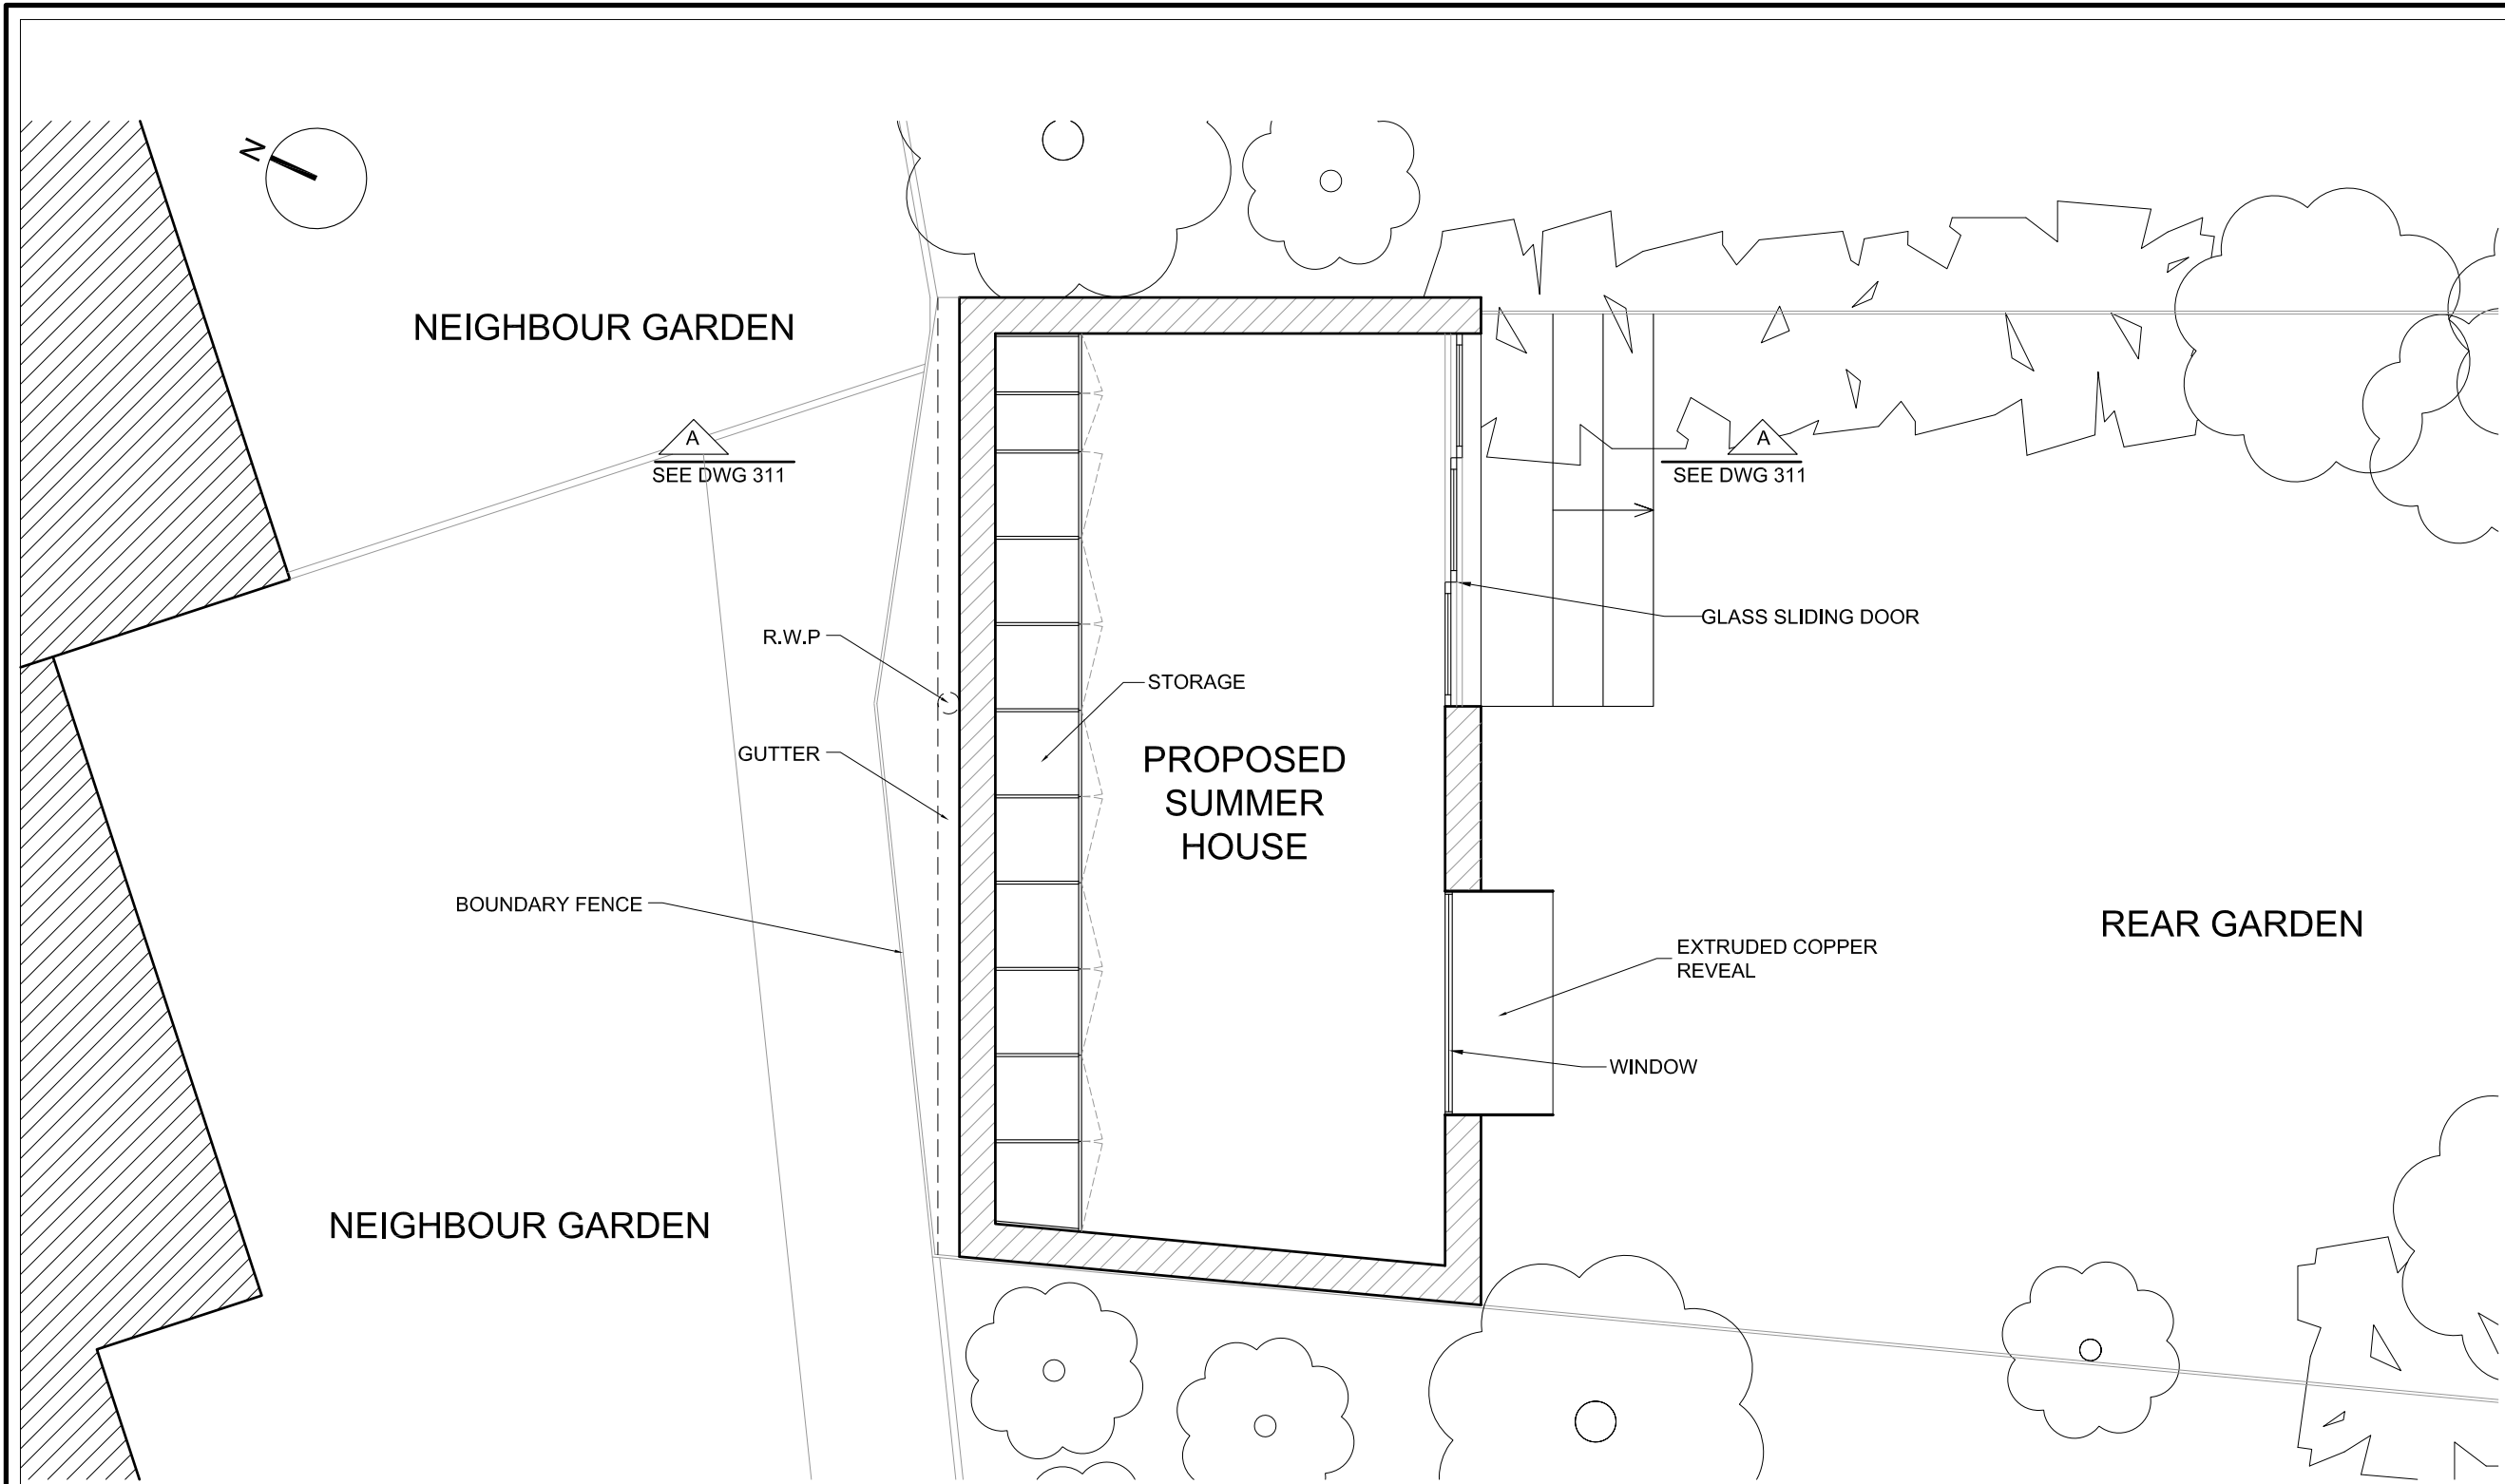 N
NEIGHBOUR GARDEN
A
SEE DWG 311
A
SEE DWG 311
GLASS SLIDING DOOR
R.W.P
STORAGE
GUTTER
PROPOSED
SUMMER
HOUSE
BOUNDARY FENCE
REAR GARDEN
EXTRUDED COPPER
REVEAL
WINDOW
NEIGHBOUR GARDEN